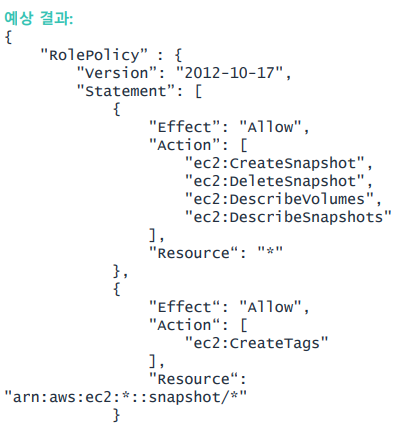 예상 결과:
{
    "RolePolicy" : {
        "Version": "2012-10-17",
        "Statement": [
            {
                "Effect": "Allow",
                "Action": [
                    "ec2:CreateSnapshot",
                    "ec2:DeleteSnapshot",
                    "ec2:DescribeVolumes",
                    "ec2:DescribeSnapshots"
                ],
                "Resource“: "*"
            },
            {
                "Effect“: "Allow",
                "Action“: [
                    "ec2:CreateTags"
                ],
                "Resource“:
"arn:aws:ec2:*::snapshot/*"
            }